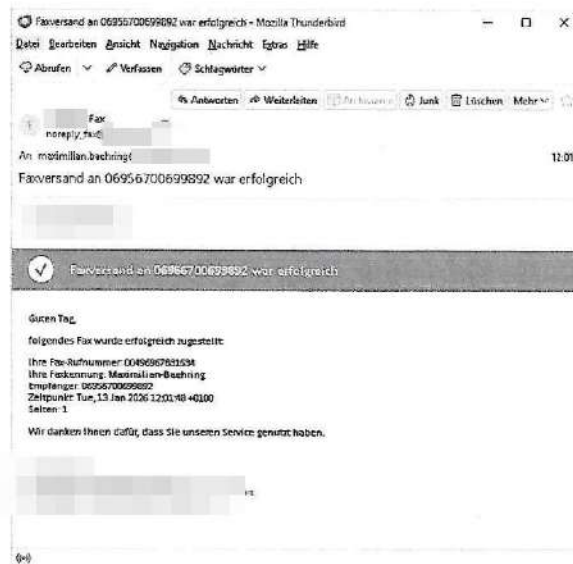 Faxversand an 06956700699892 war erfolgreich - Mozilla Thunderbird
Datei Bearbeiten Ansicht Navigation Nachricht Extras Hilfe
Abrufen Verfassen Schlagwörter
Antworten Weiterleiten Archivieren Junk Löschen Mehr
Fax
noreply_fax@
An: maximilian.baehring(
12:01
Faxversand an 06956700699892 war erfolgreich
Faxversand an 06956700699892 war erfolgreich
Guten Tag,
folgendes Fax wurde erfolgreich zugestellt:
Ihre Fax-Rufnummer:
Ihre Faxkennung: Maximilian-Baehring
Empfänger: 06956700699892
Zeitpunkt: Tue, 13 Jan 2026 12:01:48 +0100
Seiten: 1
Wir danken Ihnen dafür, dass Sie unseren Service genutzt haben.